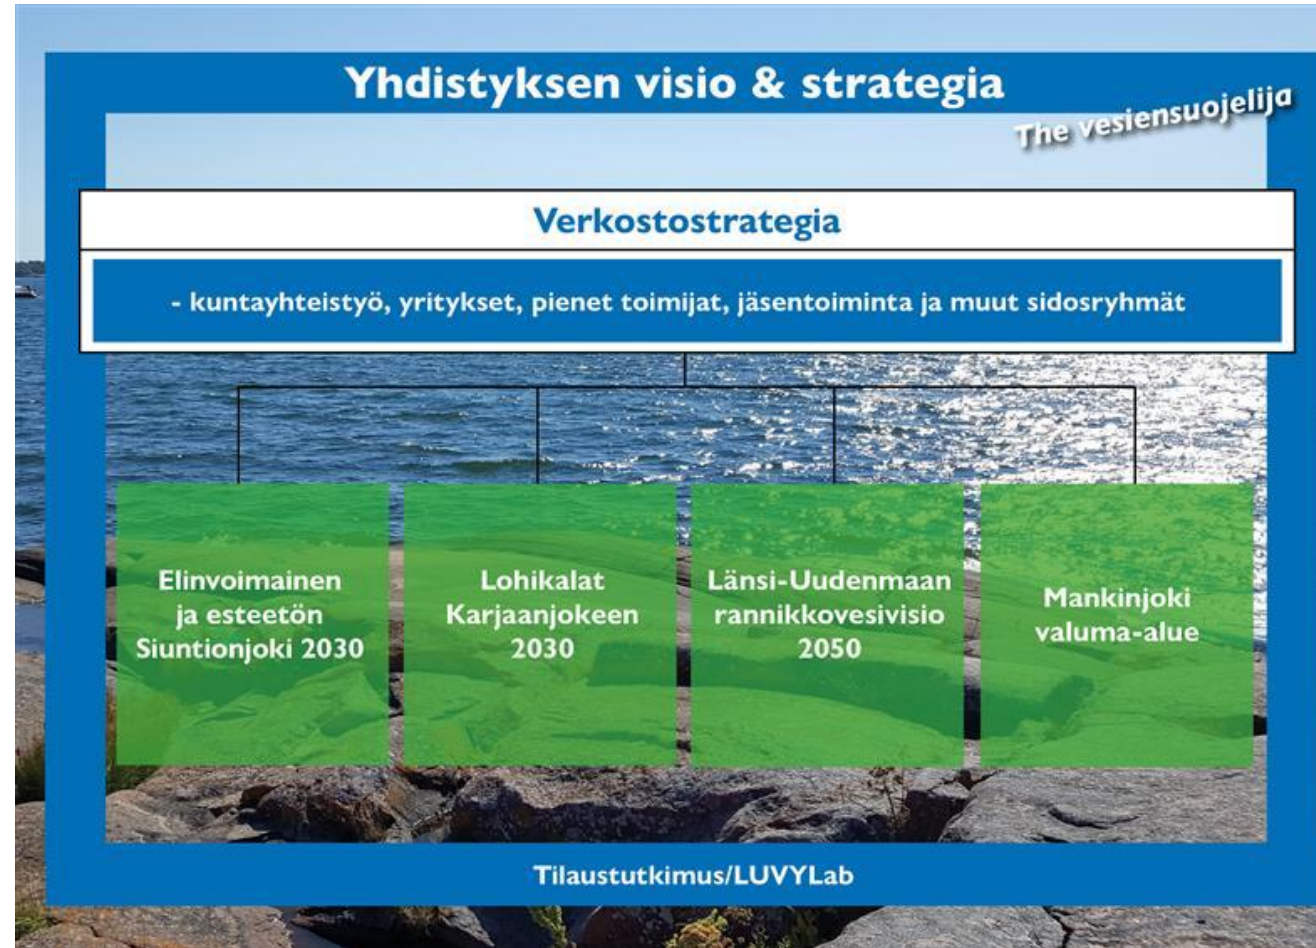 Yhdistyksen visio & strategia
The vesiensuojelija
Verkostostrategia
- kuntayhteistyö, yritykset, pienet toimijat, jäsentoiminta ja muut sidosryhmät
Elinvoimainen
ja esteetön
Siuntionjoki 2030
Lohikalat
Karjaanjokeen
2030
Länsi-Uudenmaan
rannikkovesivisio
2050
Mankinjoki
valuma-alue
Tilaustutkimus/LUVYLab